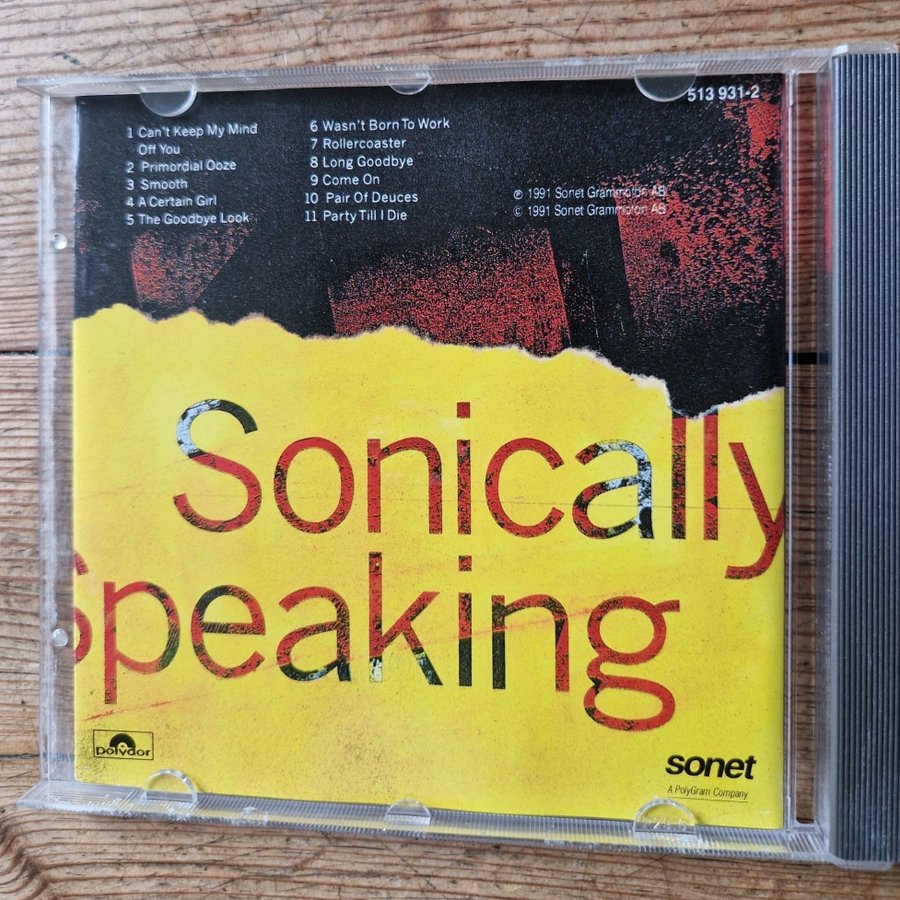 513 931-2
1 Can't Keep My Mind
Off You
2 Primordial Ooze
3 Smooth
4 A Certain Girl
5 The Goodbye Look
6 Wasn't Born To Work
7 Rollercoaster
8 Long Goodbye
9 Come On
10 Pair Of Deuces
11 Party Till I Die
℗ 1991 Sonet Grammofon AB
© 1991 Sonet Grammofon AB
Sonically
Speaking
polydor
sonet
A PolyGram Company